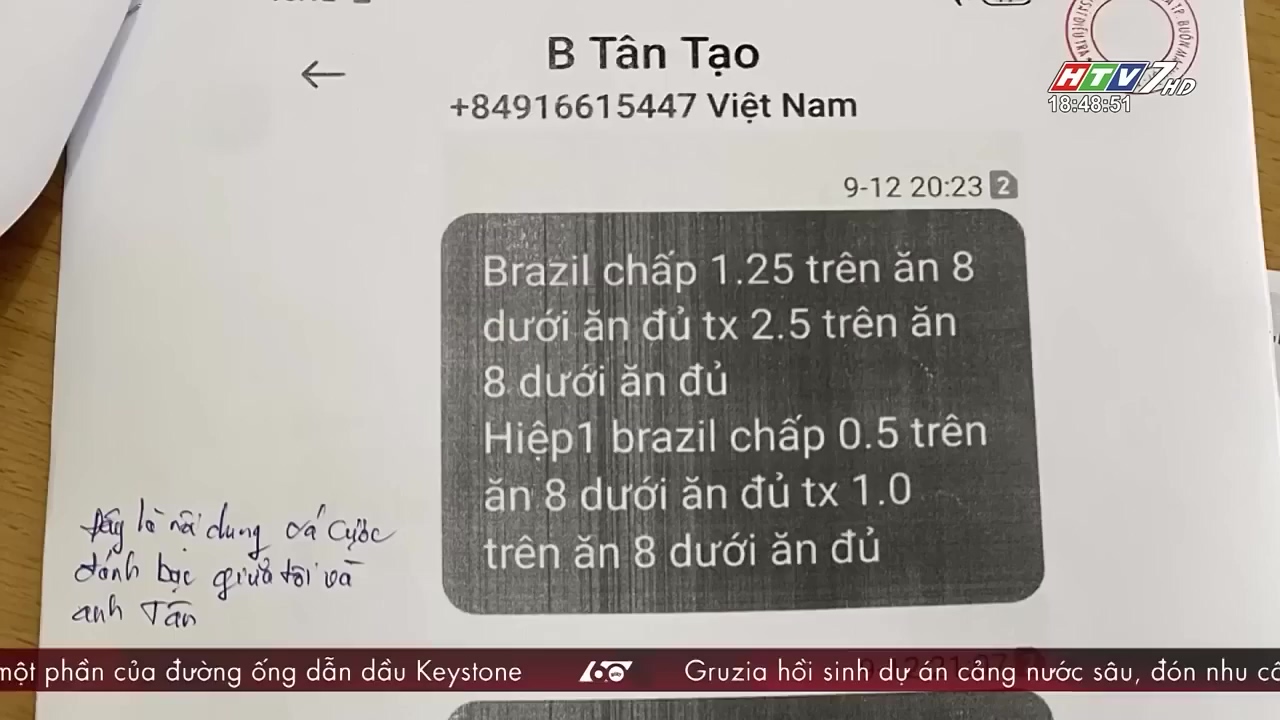 B Tân Tạo
+84916615447 Việt Nam
HTV7HD
18:48:51
9-12 20:23 2
Brazil chấp 1.25 trên ăn 8
dưới ăn đủ tx 2.5 trên ăn
8 dưới ăn đủ
Hiệp1 brazil chấp 0.5 trên
ăn 8 dưới ăn đủ tx 1.0
trên ăn 8 dưới ăn đủ
Đây là nội dung cá cược
đánh bạc giữa tôi và
anh Tân
một phần của đường ống dẫn dầu Keystone
60 giây
Gruzia hồi sinh dự án cảng nước sâu, đón nhu cầ